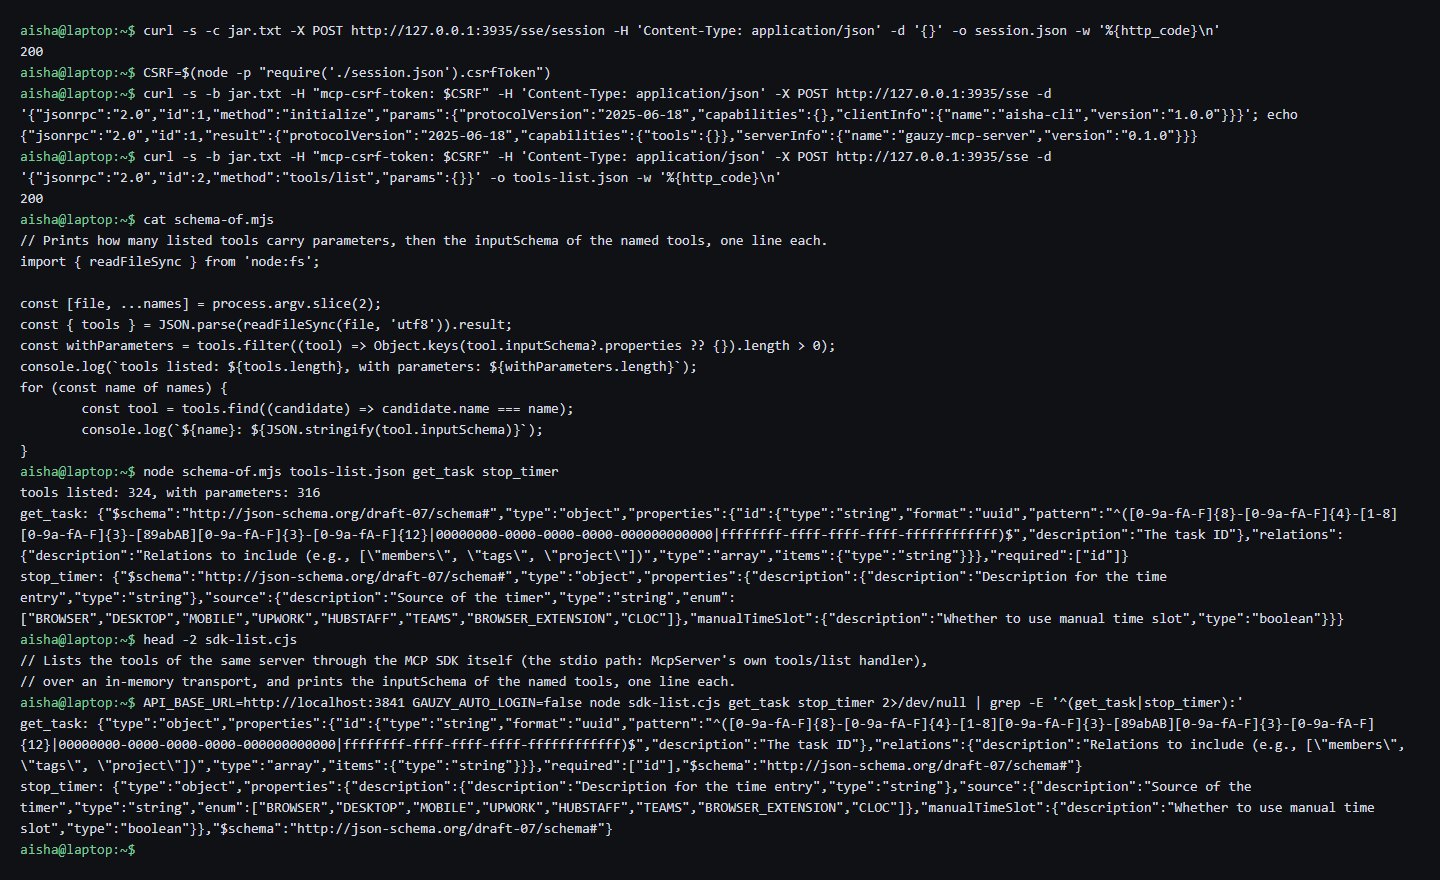 aisha@laptop:~$ curl -s -c jar.txt -X POST http://127.0.0.1:3935/sse/session -H 'Content-Type: application/json' -d '{}' -o session.json -w '%{http_code}\n'
200
aisha@laptop:~$ CSRF=$(node -p "require('./session.json').csrfToken")
aisha@laptop:~$ curl -s -b jar.txt -H "mcp-csrf-token: $CSRF" -H 'Content-Type: application/json' -X POST http://127.0.0.1:3935/sse -d
'{"jsonrpc":"2.0","id":1,"method":"initialize","params":{"protocolVersion":"2025-06-18","capabilities":{},"clientInfo":{"name":"aisha-cli","version":"1.0.0"}}}'; echo
{"jsonrpc":"2.0","id":1,"result":{"protocolVersion":"2025-06-18","capabilities":{"tools":{}},"serverInfo":{"name":"gauzy-mcp-server","version":"0.1.0"}}}
aisha@laptop:~$ curl -s -b jar.txt -H "mcp-csrf-token: $CSRF" -H 'Content-Type: application/json' -X POST http://127.0.0.1:3935/sse -d
'{"jsonrpc":"2.0","id":2,"method":"tools/list","params":{}}' -o tools-list.json -w '%{http_code}\n'
200
aisha@laptop:~$ cat schema-of.mjs
// Prints how many listed tools carry parameters, then the inputSchema of the named tools, one line each.
import { readFileSync } from 'node:fs';
const [file, ...names] = process.argv.slice(2);
const { tools } = JSON.parse(readFileSync(file, 'utf8')).result;
const withParameters = tools.filter((tool) => Object.keys(tool.inputSchema?.properties ?? {}).length > 0);
console.log(`tools listed: ${tools.length}, with parameters: ${withParameters.length}`);
for (const name of names) {
        const tool = tools.find((candidate) => candidate.name === name);
        console.log(`${name}: ${JSON.stringify(tool.inputSchema)}`);
}
aisha@laptop:~$ node schema-of.mjs tools-list.json get_task stop_timer
tools listed: 324, with parameters: 316
get_task: {"$schema":"http://json-schema.org/draft-07/schema#","type":"object","properties":{"id":{"type":"string","format":"uuid","pattern":"^([0-9a-fA-F]{8}-[0-9a-fA-F]{4}-[1-8]
[0-9a-fA-F]{3}-[89abAB][0-9a-fA-F]{3}-[0-9a-fA-F]{12}|00000000-0000-0000-0000-000000000000|ffffffff-ffff-ffff-ffff-ffffffffffff)$","description":"The task ID"},"relations":
{"description":"Relations to include (e.g., [\"members\", \"tags\", \"project\"])","type":"array","items":{"type":"string"}}},"required":["id"]}
stop_timer: {"$schema":"http://json-schema.org/draft-07/schema#","type":"object","properties":{"description":{"description":"Description for the time
entry","type":"string"},"source":{"description":"Source of the timer","type":"string","enum":
["BROWSER","DESKTOP","MOBILE","UPWORK","HUBSTAFF","TEAMS","BROWSER_EXTENSION","CLOC"]},"manualTimeSlot":{"description":"Whether to use manual time slot","type":"boolean"}}}
aisha@laptop:~$ head -2 sdk-list.cjs
// Lists the tools of the same server through the MCP SDK itself (the stdio path: McpServer's own tools/list handler),
// over an in-memory transport, and prints the inputSchema of the named tools, one line each.
aisha@laptop:~$ API_BASE_URL=http://localhost:3841 GAUZY_AUTO_LOGIN=false node sdk-list.cjs get_task stop_timer 2>/dev/null | grep -E '^(get_task|stop_timer):'
get_task: {"type":"object","properties":{"id":{"type":"string","format":"uuid","pattern":"^([0-9a-fA-F]{8}-[0-9a-fA-F]{4}-[1-8][0-9a-fA-F]{3}-[89abAB][0-9a-fA-F]{3}-[0-9a-fA-F]
{12}|00000000-0000-0000-0000-000000000000|ffffffff-ffff-ffff-ffff-ffffffffffff)$","description":"The task ID"},"relations":{"description":"Relations to include (e.g., [\"members\",
\"tags\", \"project\"])","type":"array","items":{"type":"string"}}},"required":["id"],"$schema":"http://json-schema.org/draft-07/schema#"}
stop_timer: {"type":"object","properties":{"description":{"description":"Description for the time entry","type":"string"},"source":{"description":"Source of the
timer","type":"string","enum":["BROWSER","DESKTOP","MOBILE","UPWORK","HUBSTAFF","TEAMS","BROWSER_EXTENSION","CLOC"]},"manualTimeSlot":{"description":"Whether to use manual time
slot","type":"boolean"}},"$schema":"http://json-schema.org/draft-07/schema#"}
aisha@laptop:~$